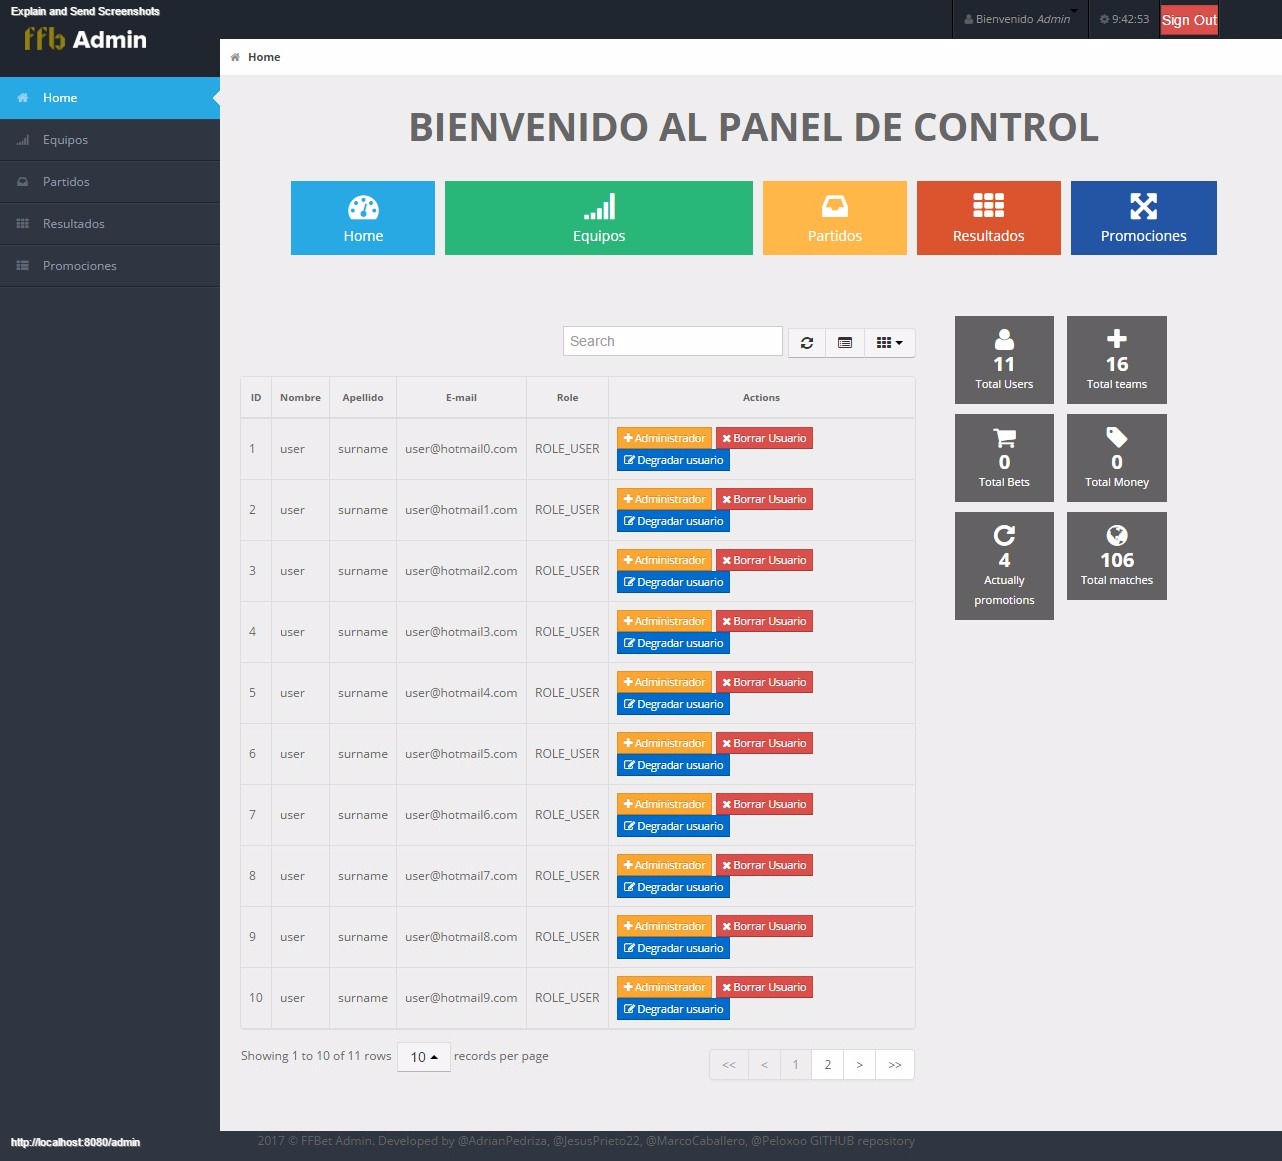 Explain and Send Screenshots
ffb Admin
Bienvenido Admin
9:42:53
Sign Out
Home
Home
Equipos
Partidos
Resultados
Promociones
BIENVENIDO AL PANEL DE CONTROL
Home
Equipos
Partidos
Resultados
Promociones
Search
ID Nombre Apellido E-mail Role Actions
1 user surname user@hotmail0.com ROLE_USER Administrador Borrar Usuario
Degradar usuario
2 user surname user@hotmail1.com ROLE_USER Administrador Borrar Usuario
Degradar usuario
3 user surname user@hotmail2.com ROLE_USER Administrador Borrar Usuario
Degradar usuario
4 user surname user@hotmail3.com ROLE_USER Administrador Borrar Usuario
Degradar usuario
5 user surname user@hotmail4.com ROLE_USER Administrador Borrar Usuario
Degradar usuario
6 user surname user@hotmail5.com ROLE_USER Administrador Borrar Usuario
Degradar usuario
7 user surname user@hotmail6.com ROLE_USER Administrador Borrar Usuario
Degradar usuario
8 user surname user@hotmail7.com ROLE_USER Administrador Borrar Usuario
Degradar usuario
9 user surname user@hotmail8.com ROLE_USER Administrador Borrar Usuario
Degradar usuario
10 user surname user@hotmail9.com ROLE_USER Administrador Borrar Usuario
Degradar usuario
Showing 1 to 10 of 11 rows 10 records per page
<< < 1 2 > >>
11
Total Users
16
Total teams
0
Total Bets
0
Total Money
4
Actually
promotions
106
Total matches
http://localhost:8080/admin
2017 © FFBet Admin. Developed by @AdrianPedriza, @JesusPrieto22, @MarcoCaballero, @Peloxoo GITHUB repository